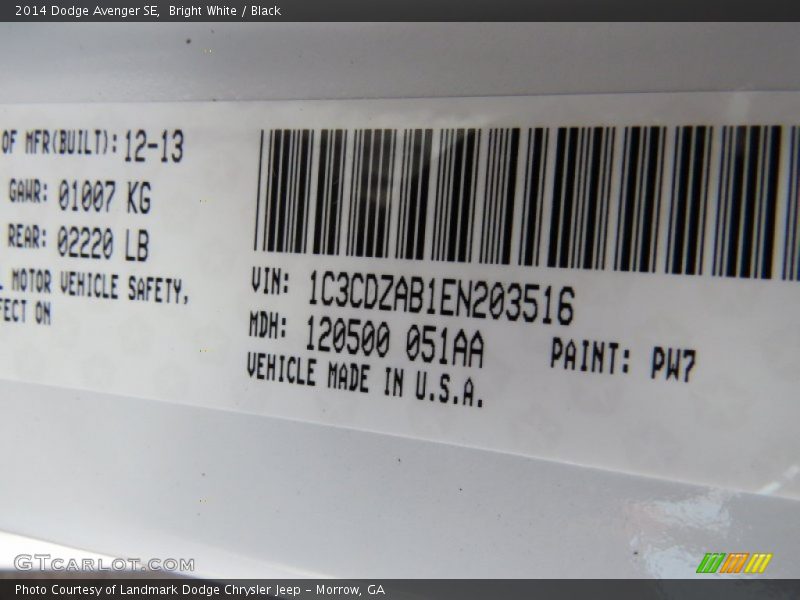 2014 Dodge Avenger SE,  Bright White / Black
OF MFR(BUILT): 12-13
GAWR: 01007 KG
REAR: 02220 LB
MOTOR VEHICLE SAFETY,
FECT ON
VIN: 1C3CDZAB1EN203516
MDH: 120500 051AA PAINT: PW7
VEHICLE MADE IN U.S.A.
GTCARLOT.COM
Photo Courtesy of Landmark Dodge Chrysler Jeep – Morrow, GA